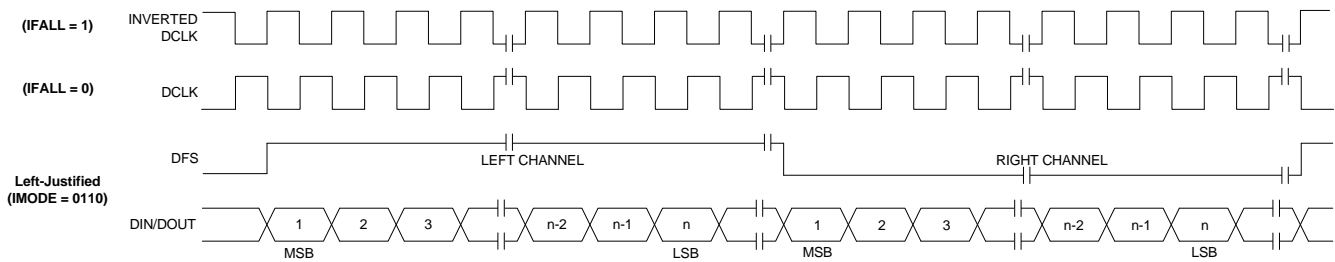 (IFALL = 1)
INVERTED
DCLK
(IFALL = 0)
DCLK
DFS
LEFT CHANNEL
RIGHT CHANNEL
Left-Justified
(IMODE = 0110)
DIN/DOUT
1 2 3 n-2 n-1 n 1 2 3 n-2 n-1 n
MSB LSB MSB LSB